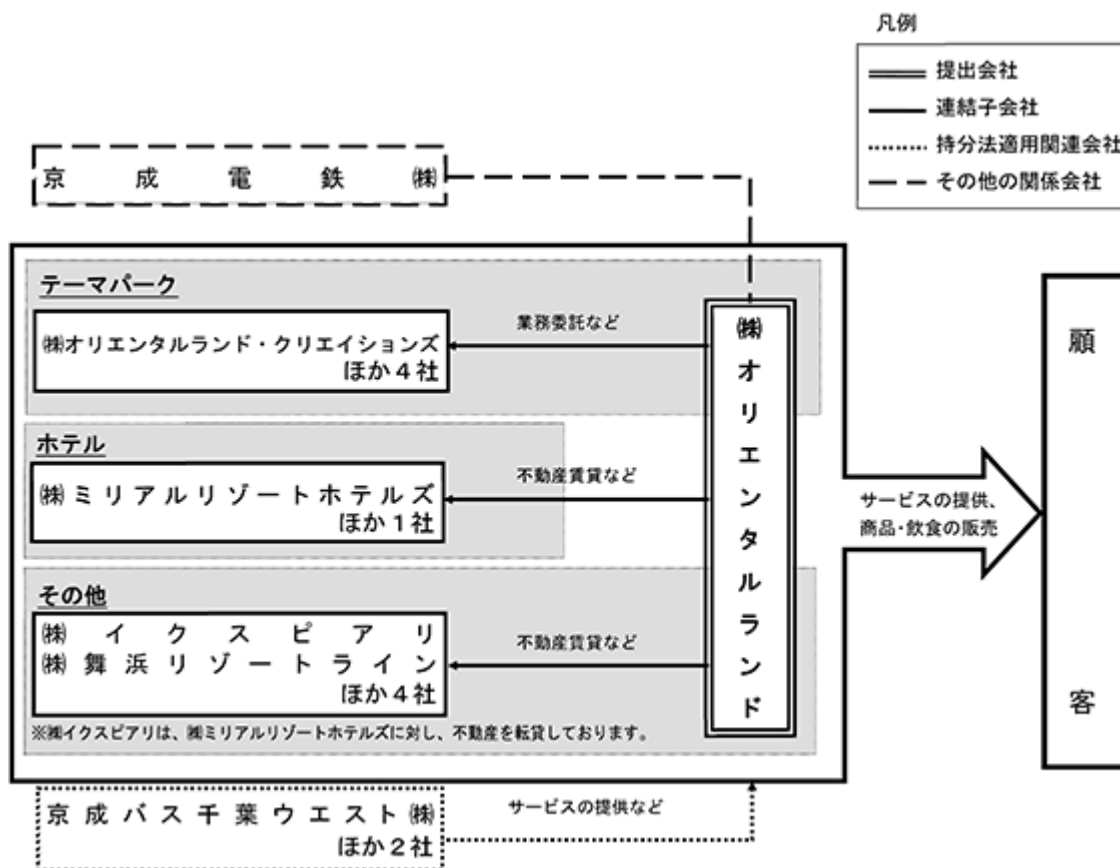 凡例
提出会社
連結子会社
持分法適用関連会社
その他の関係会社
京成電鉄㈱
テーマパーク
㈱オリエンタルランド・クリエイションズ
ほか4社
業務委託など
ホテル
㈱ミリアルリゾートホテルズ
ほか1社
不動産賃貸など
その他
㈱イクスピアリ
㈱舞浜リゾートライン
ほか4社
不動産賃貸など
※㈱イクスピアリは、㈱ミリアルリゾートホテルズに対し、不動産を転貸しております。
㈱オリエンタルランド
サービスの提供、
商品・飲食の販売
顧客
京成バス千葉ウエスト㈱
ほか2社
サービスの提供など